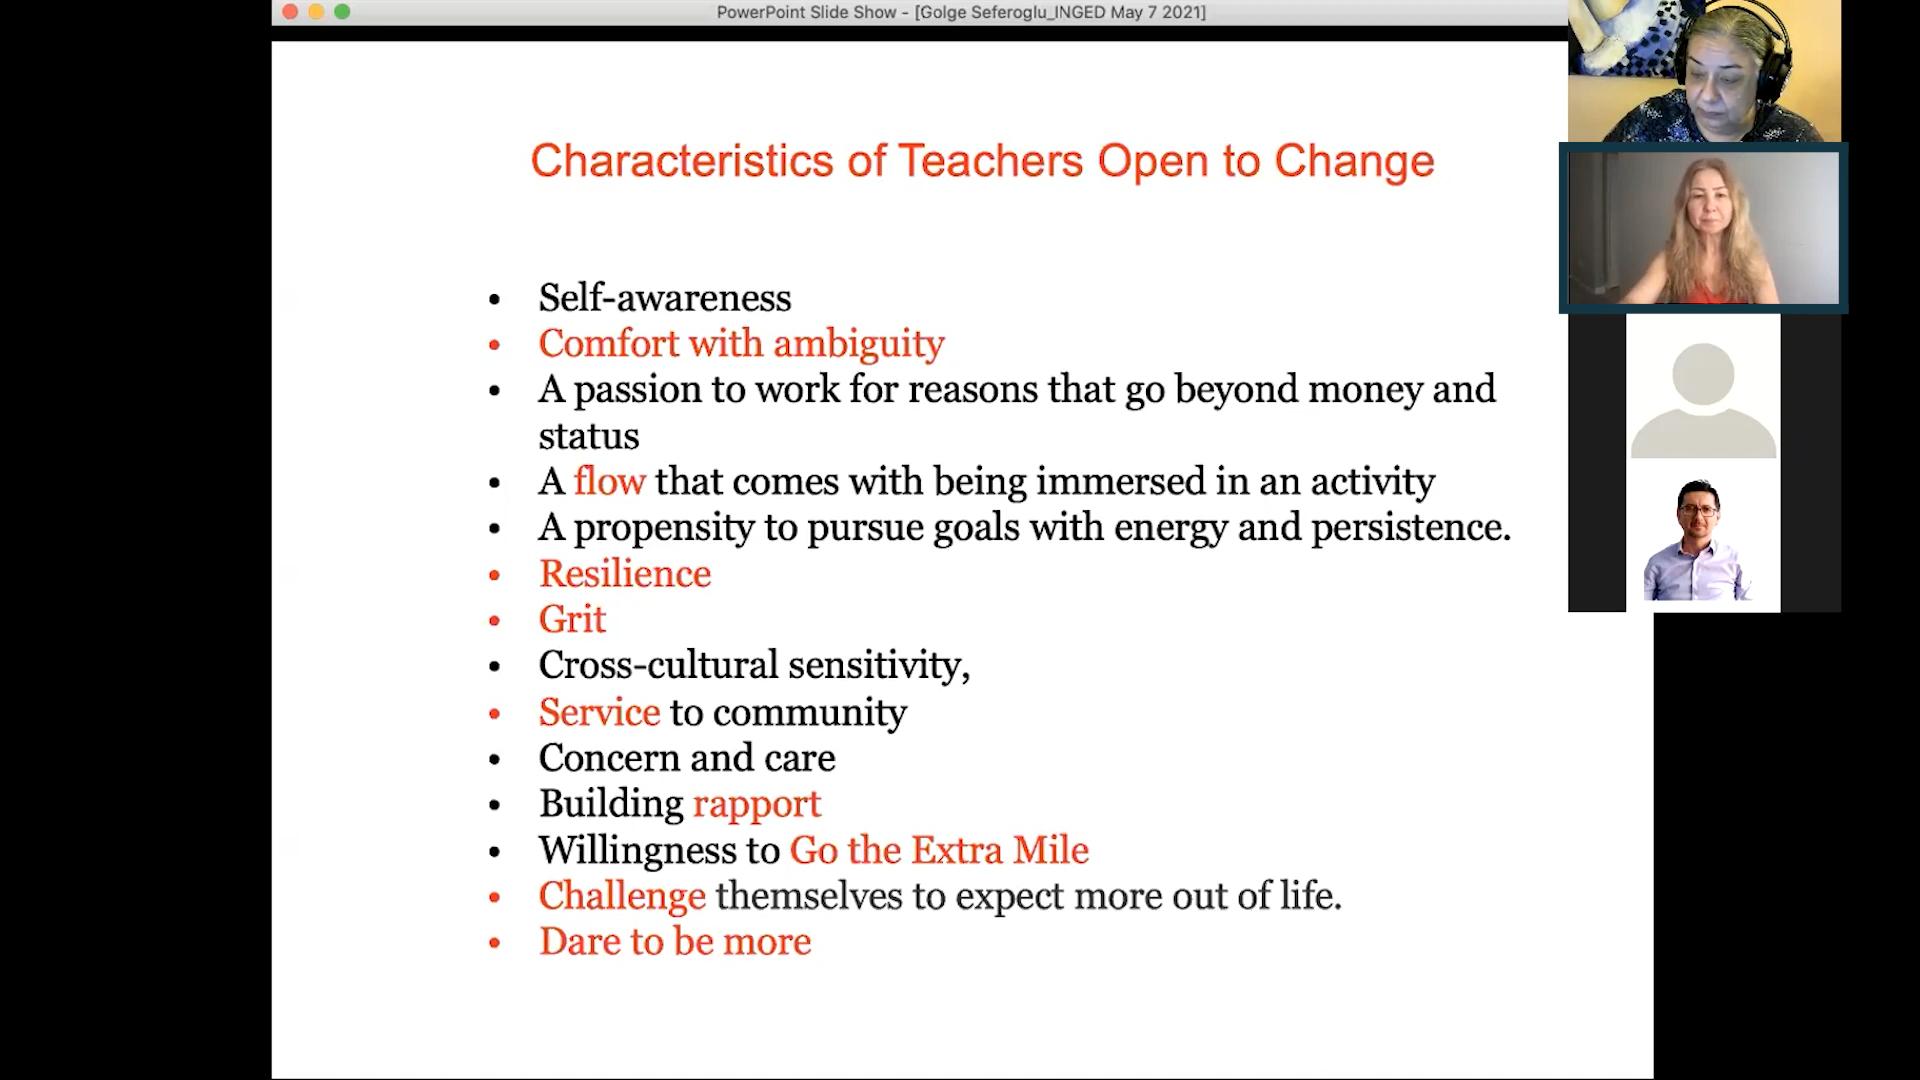 PowerPoint Slide Show - [Golge Seferoglu_INGED May 7 2021]
Characteristics of Teachers Open to Change
• Self-awareness
• Comfort with ambiguity
• A passion to work for reasons that go beyond money and
status
• A flow that comes with being immersed in an activity
• A propensity to pursue goals with energy and persistence.
• Resilience
• Grit
• Cross-cultural sensitivity,
• Service to community
• Concern and care
• Building rapport
• Willingness to Go the Extra Mile
• Challenge themselves to expect more out of life.
• Dare to be more